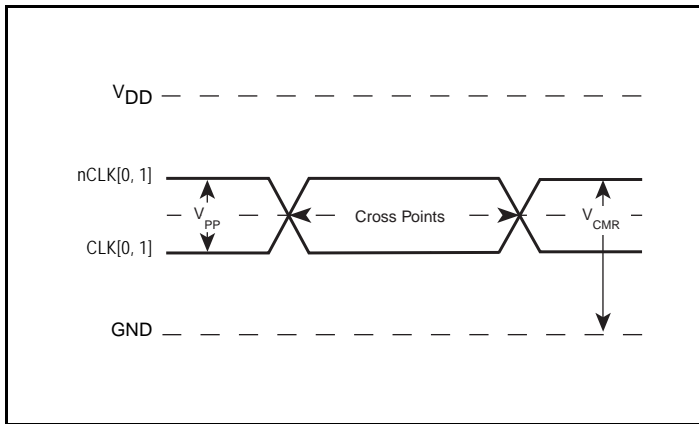 VDD
nCLK[0, 1]
VPP
Cross Points
VCMR
CLK[0, 1]
GND